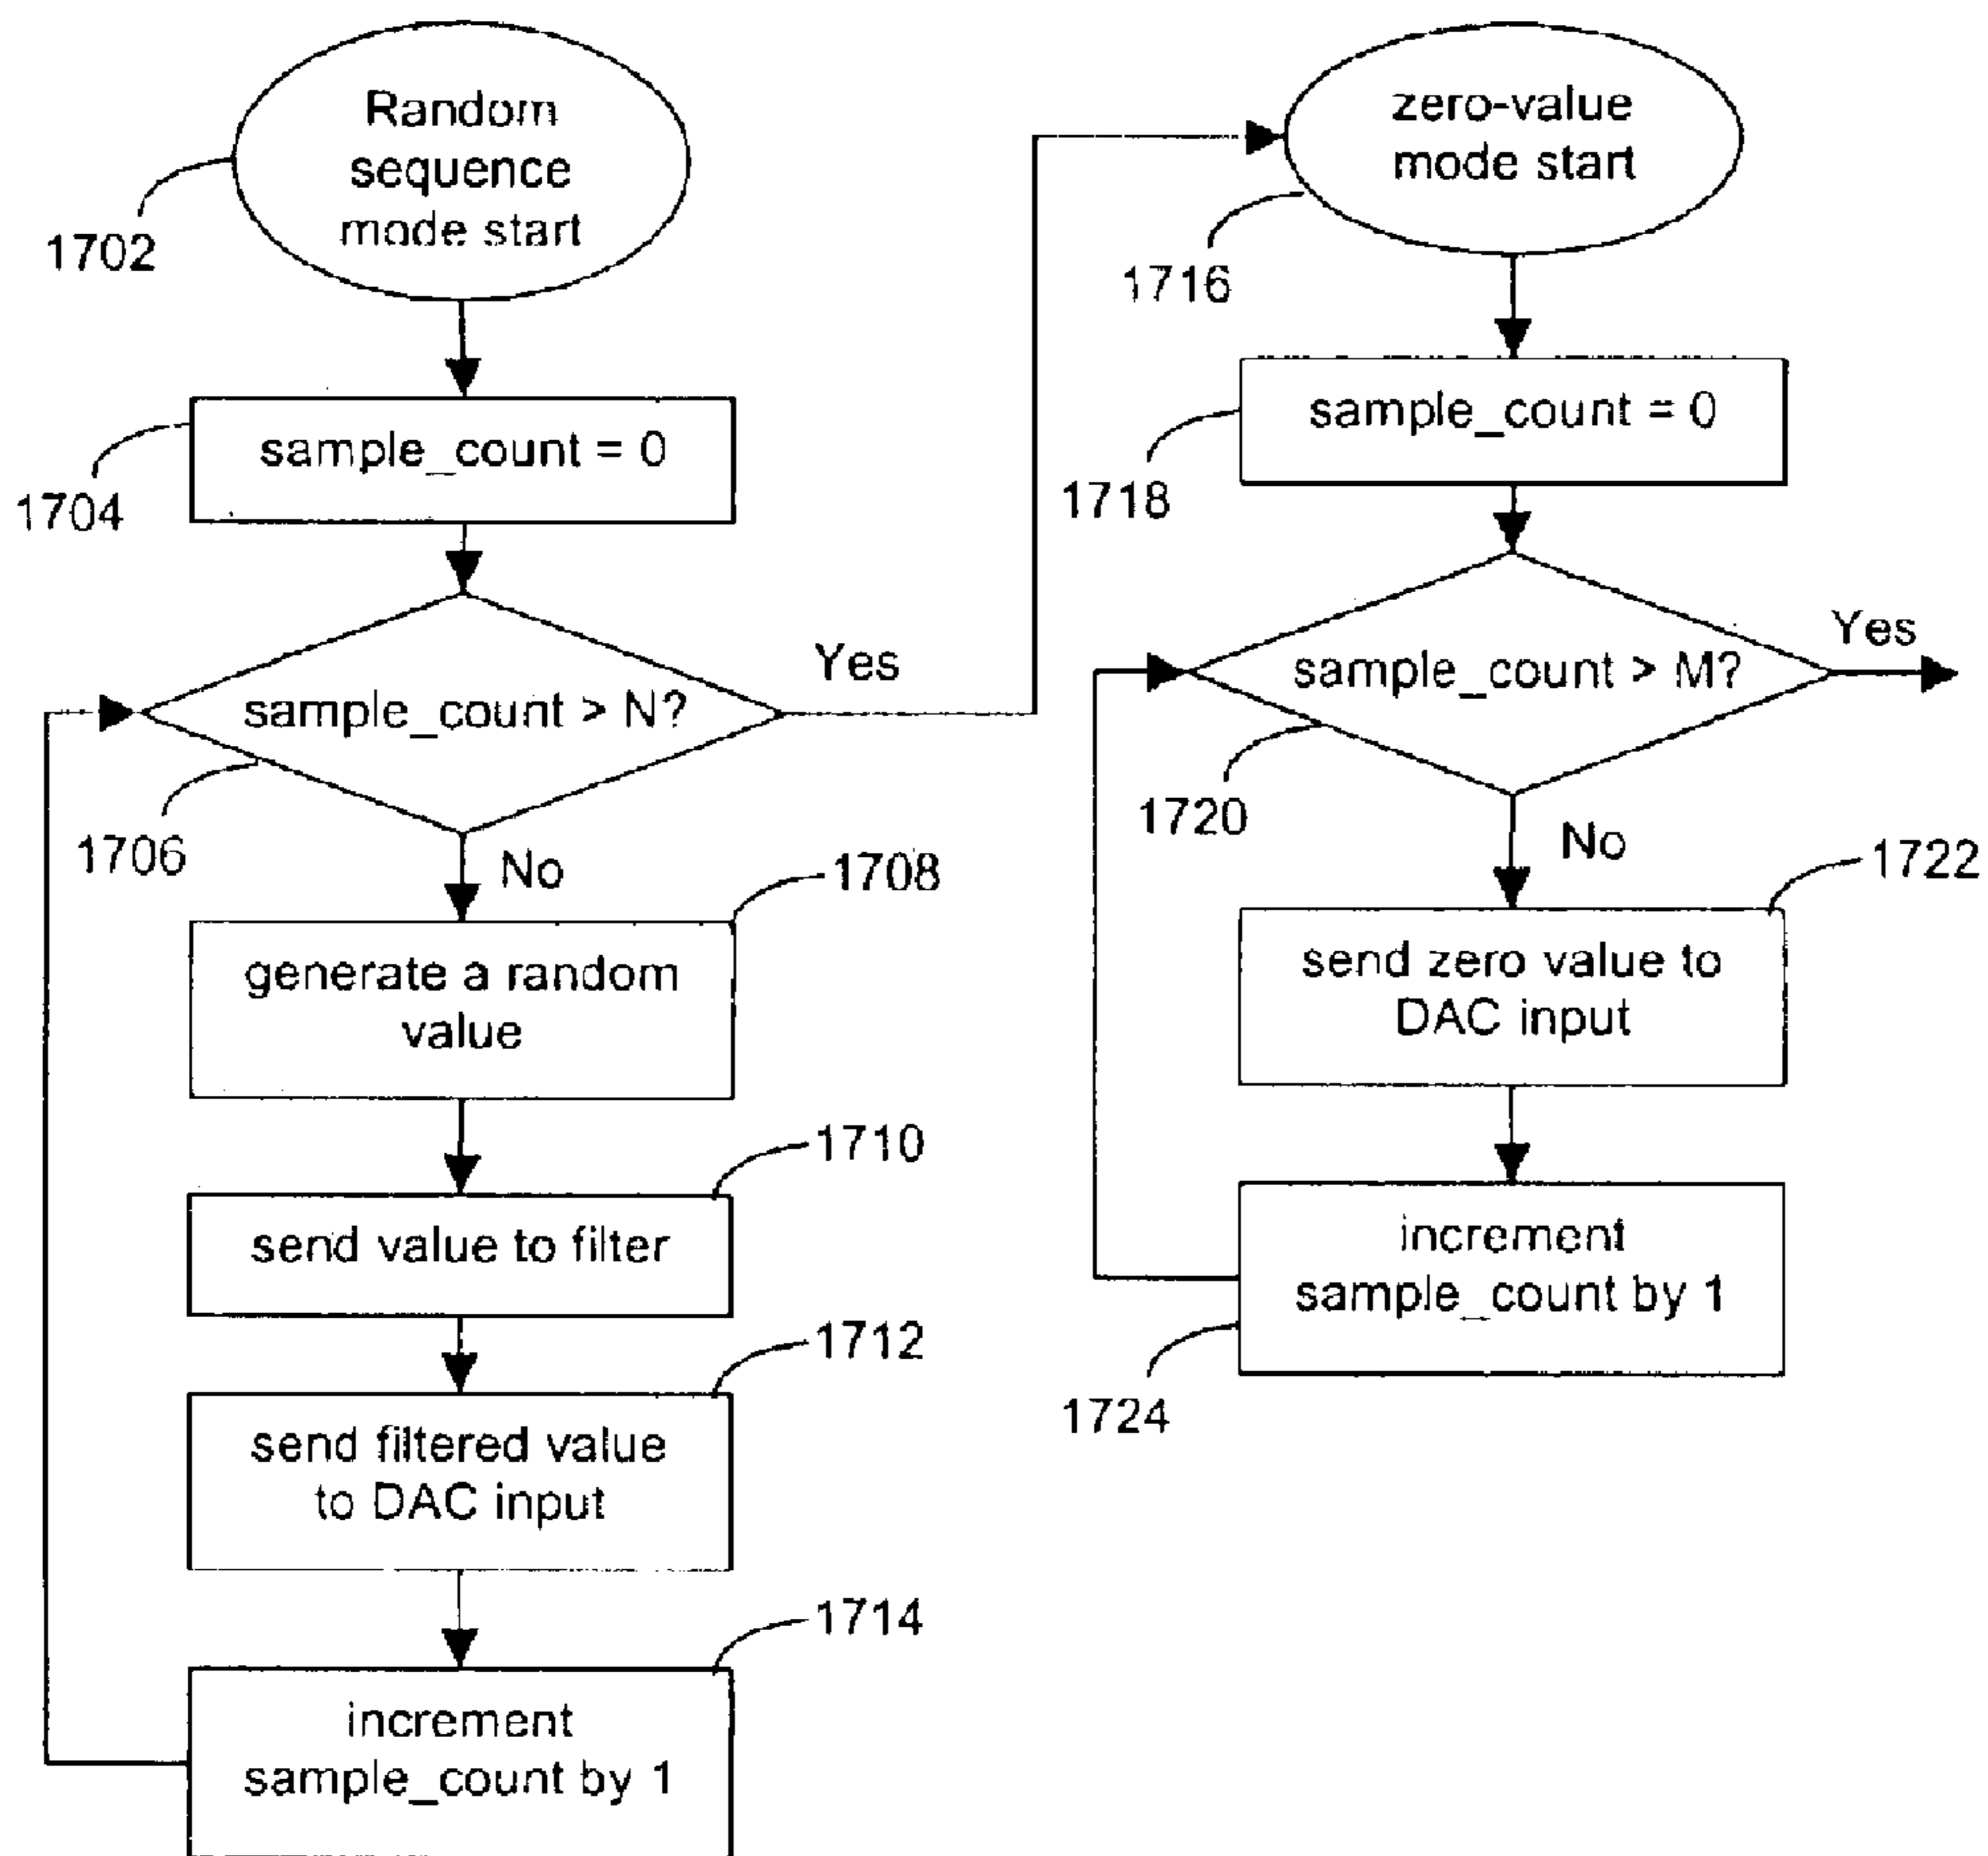 Random
sequence
mode start
1702
sample_count = 0
1704
sample_count > N?
Yes
1706
No
1708
generate a random
value
1710
send value to filter
1712
send filtered value
to DAC input
1714
increment
sample_count by 1
zero-value
mode start
1716
sample_count = 0
1718
sample_count > M?
Yes
1720
No
1722
send zero value to
DAC input
increment
sample_count by 1
1724